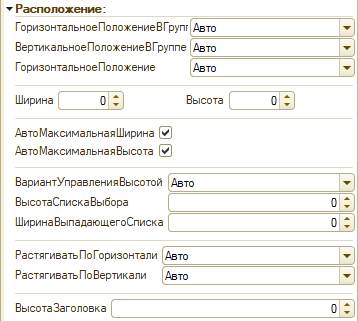 Расположение:
ГоризонтальноеПоложениеВГрупп Авто
ВертикальноеПоложениеВГруппе Авто
ГоризонтальноеПоложение Авто
Ширина 0 Высота 0
АвтоМаксимальнаяШирина
АвтоМаксимальнаяВысота
ВариантУправленияВысотой Авто
ВысотаСпискаВыбора 0
ШиринаВыпадающегоСписка 0
РастягиватьПоГоризонтали Авто
РастягиватьПоВертикали Авто
ВысотаЗаголовка 0